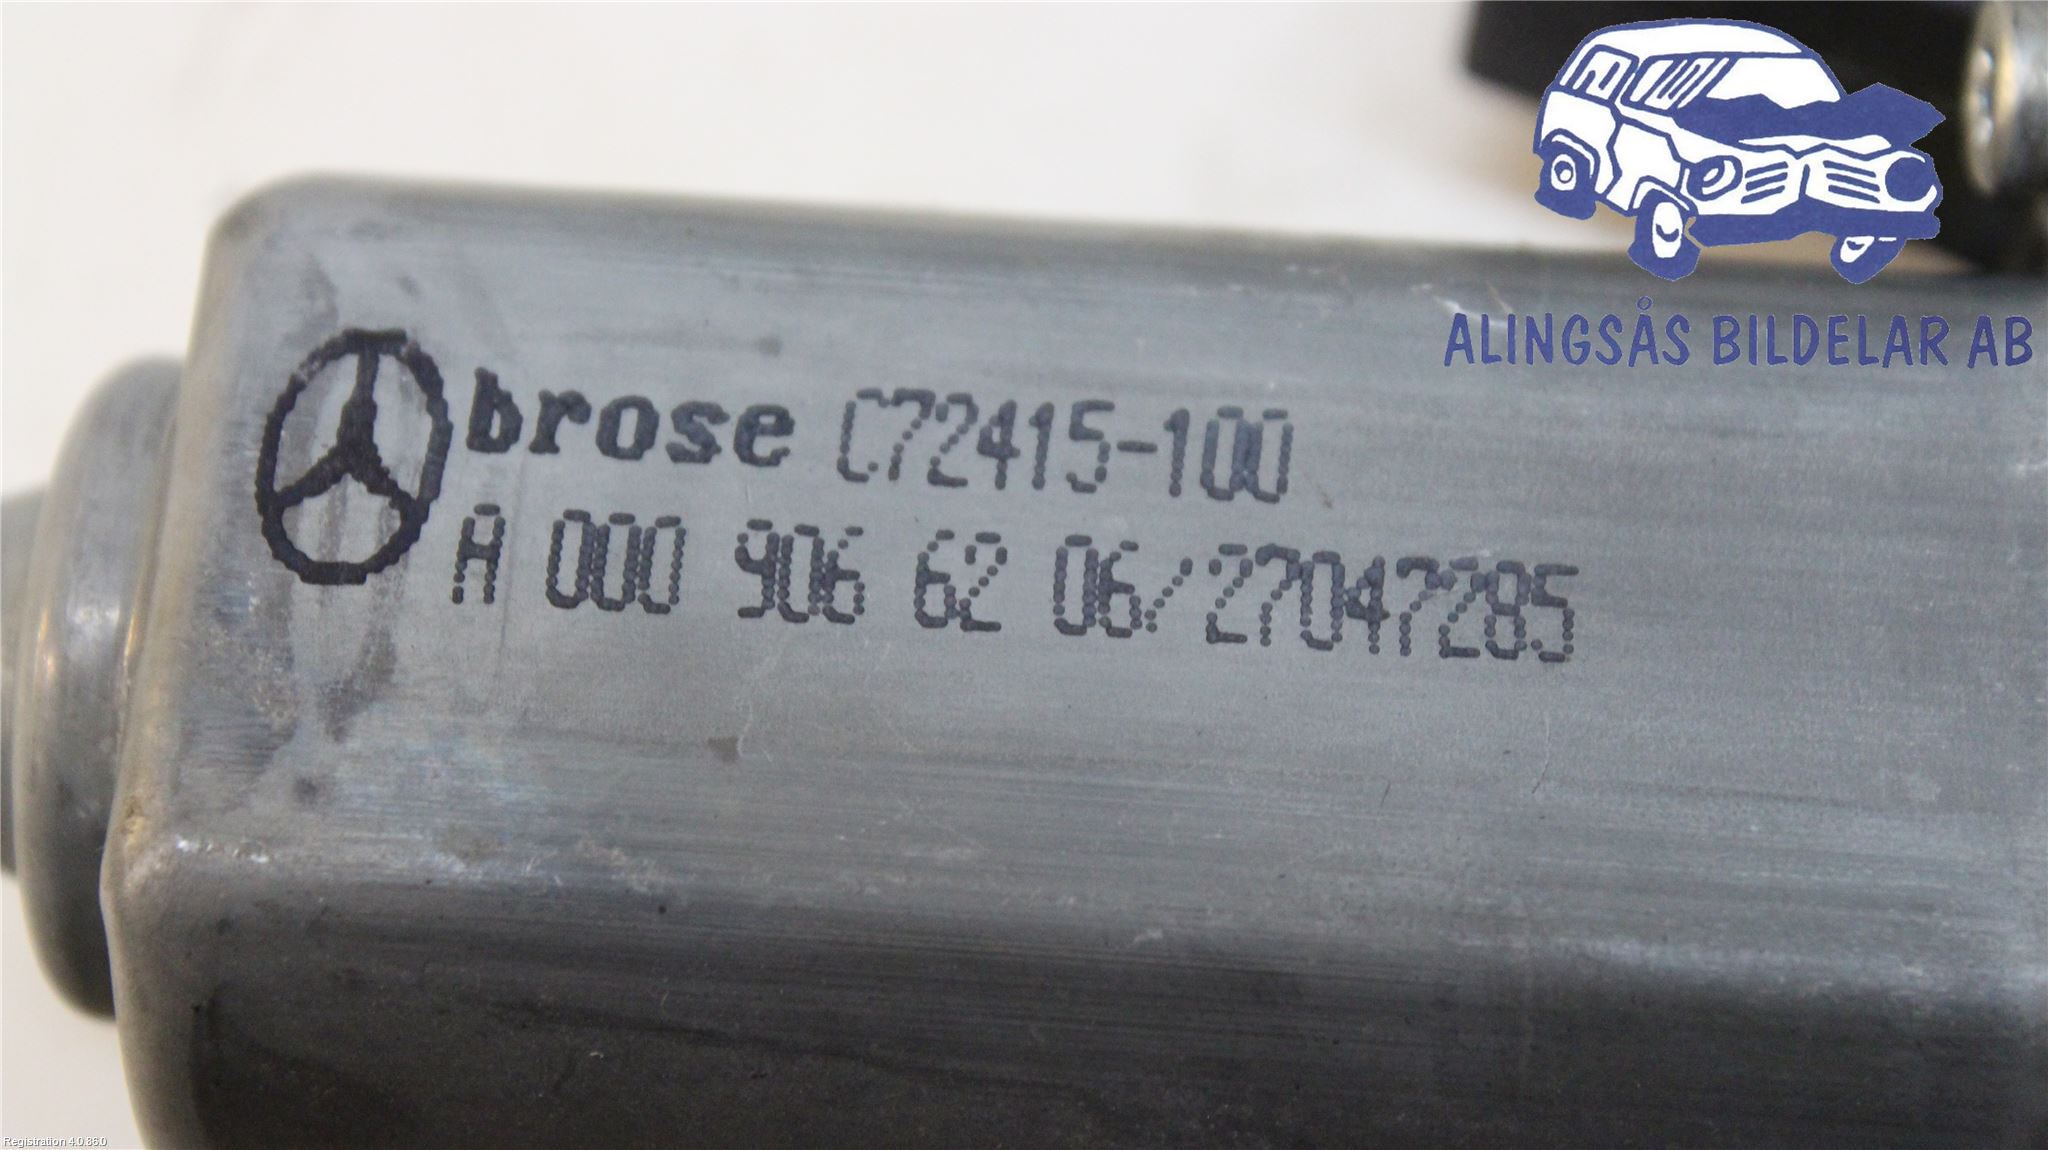 ALINGSÅS BILDELAR AB
brose C72415-100
A 000 906 62 06/27047285
Registration 4.0.86.0